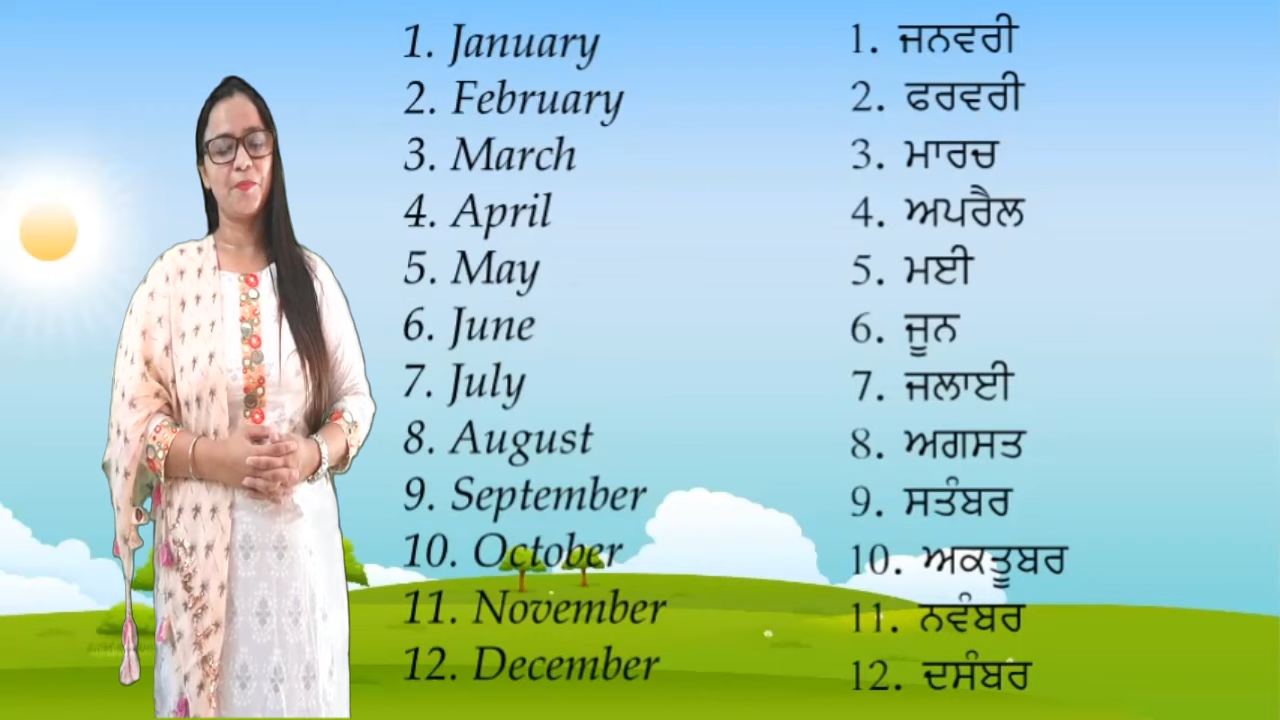 1. January
2. February
3. March
4. April
5. May
6. June
7. July
8. August
9. September
10. October
11. November
12. December
1. ਜਨਵਰੀ
2. ਫਰਵਰੀ
3. ਮਾਰਚ
4. ਅਪਰੈਲ
5. ਮਈ
6. ਜੂਨ
7. ਜਲਾਈ
8. ਅਗਸਤ
9. ਸਤੰਬਰ
10. ਅਕਤੂਬਰ
11. ਨਵੰਬਰ
12. ਦਸੰਬਰ